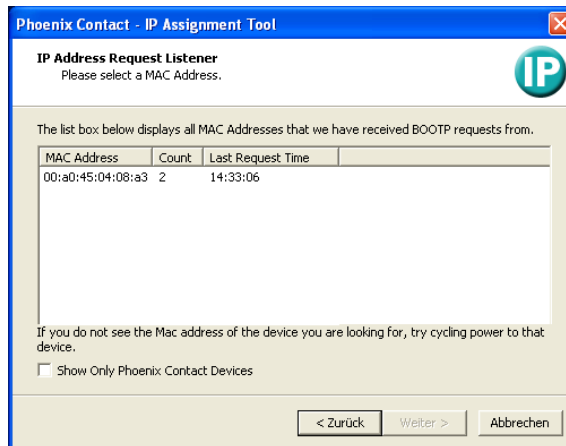 Phoenix Contact - IP Assignment Tool
IP Address Request Listener
Please select a MAC Address.
IP
The list box below displays all MAC Addresses that we have received BOOTP requests from.
MAC Address Count Last Request Time
00:a0:45:04:08:a3 2 14:33:06
If you do not see the Mac address of the device you are looking for, try cycling power to that
device.
Show Only Phoenix Contact Devices
< Zurück Weiter > Abbrechen